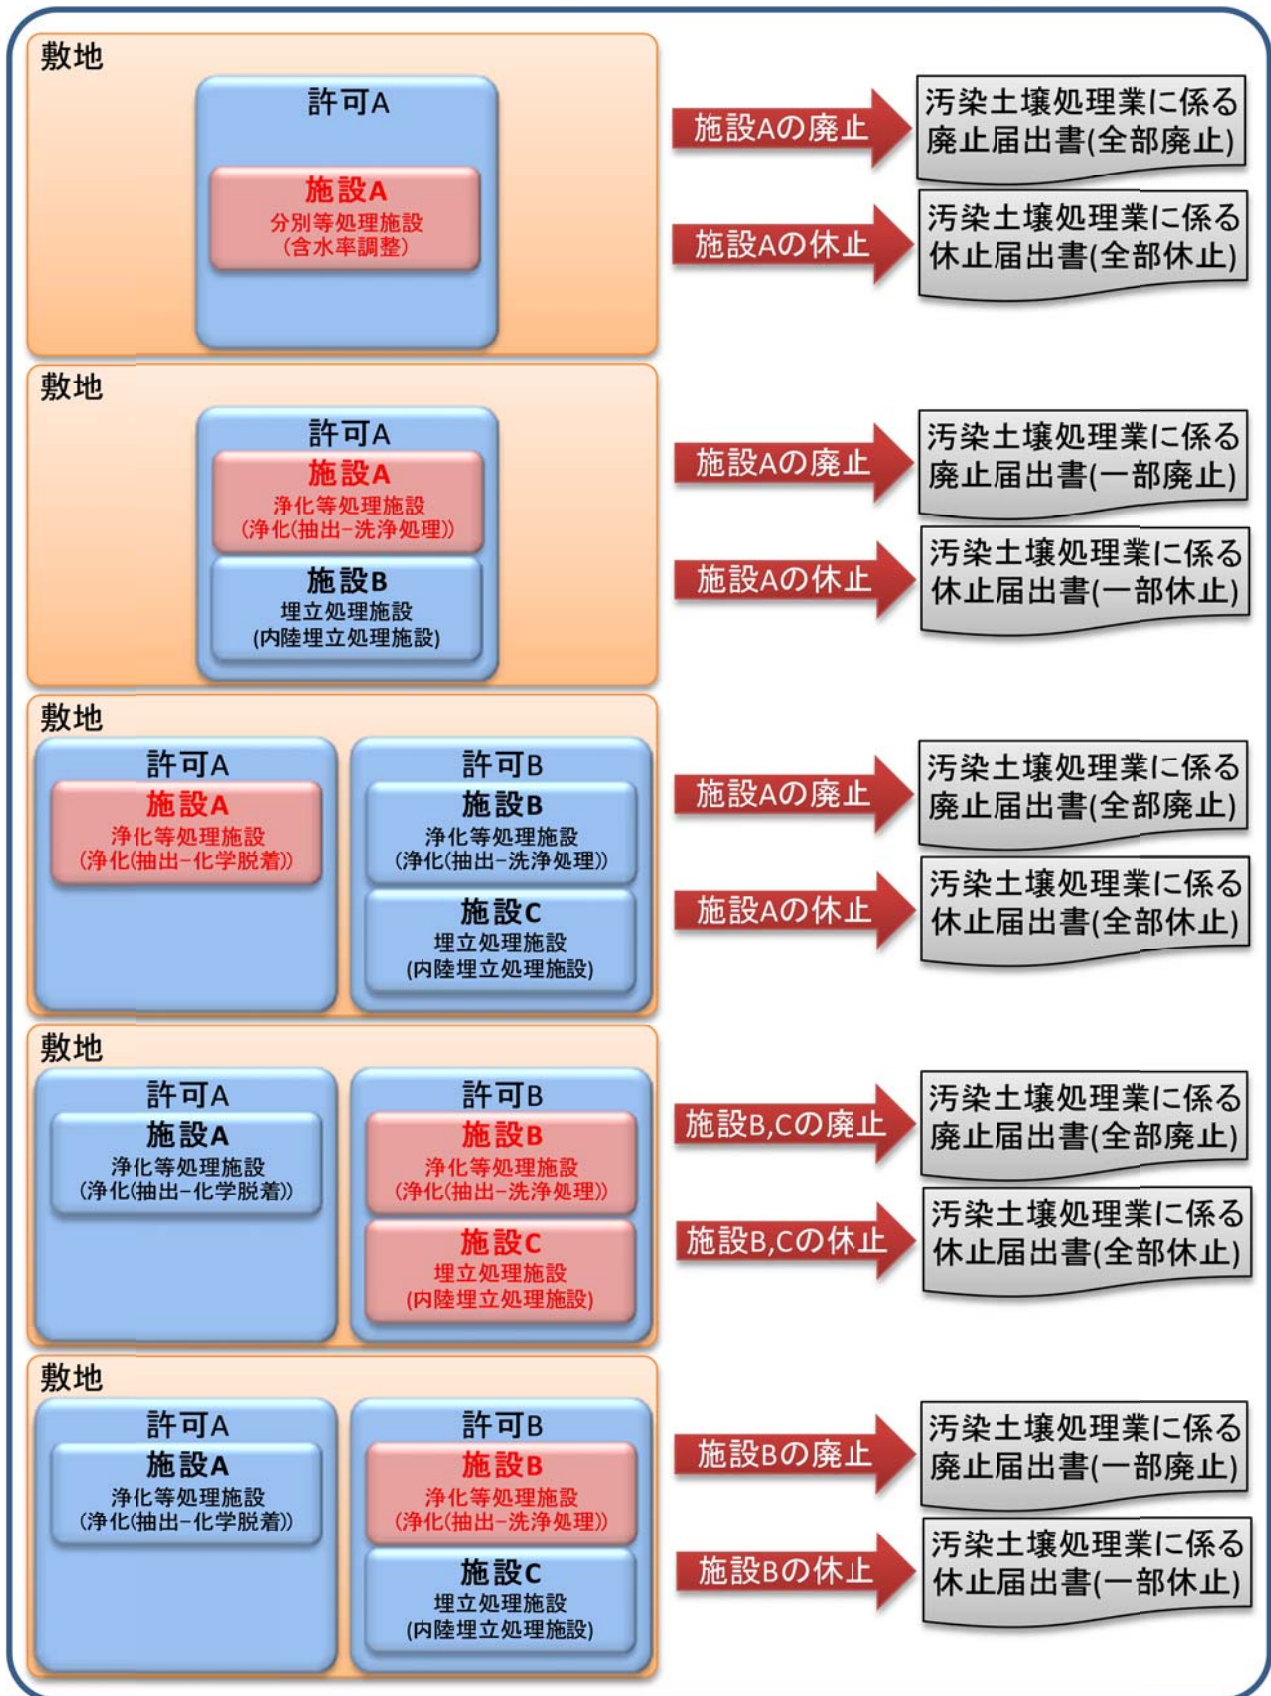 敷地
許可A
施設A
分別等処理施設
(含水率調整)
施設Aの廃止
汚染土壌処理業に係る
廃止届出書(全部廃止)
施設Aの休止
汚染土壌処理業に係る
休止届出書(全部休止)
敷地
許可A
施設A
浄化等処理施設
(浄化(抽出−洗浄処理))
施設B
埋立処理施設
(内陸埋立処理施設)
施設Aの廃止
汚染土壌処理業に係る
廃止届出書(一部廃止)
施設Aの休止
汚染土壌処理業に係る
休止届出書(一部休止)
敷地
許可A
施設A
浄化等処理施設
(浄化(抽出−化学脱着))
許可B
施設B
浄化等処理施設
(浄化(抽出−洗浄処理))
施設C
埋立処理施設
(内陸埋立処理施設)
施設Aの廃止
汚染土壌処理業に係る
廃止届出書(全部廃止)
施設Aの休止
汚染土壌処理業に係る
休止届出書(全部休止)
敷地
許可A
施設A
浄化等処理施設
(浄化(抽出−化学脱着))
許可B
施設B
浄化等処理施設
(浄化(抽出−洗浄処理))
施設C
埋立処理施設
(内陸埋立処理施設)
施設B,Cの廃止
汚染土壌処理業に係る
廃止届出書(全部廃止)
施設B,Cの休止
汚染土壌処理業に係る
休止届出書(全部休止)
敷地
許可A
施設A
浄化等処理施設
(浄化(抽出−化学脱着))
許可B
施設B
浄化等処理施設
(浄化(抽出−洗浄処理))
施設C
埋立処理施設
(内陸埋立処理施設)
施設Bの廃止
汚染土壌処理業に係る
廃止届出書(一部廃止)
施設Bの休止
汚染土壌処理業に係る
休止届出書(一部休止)